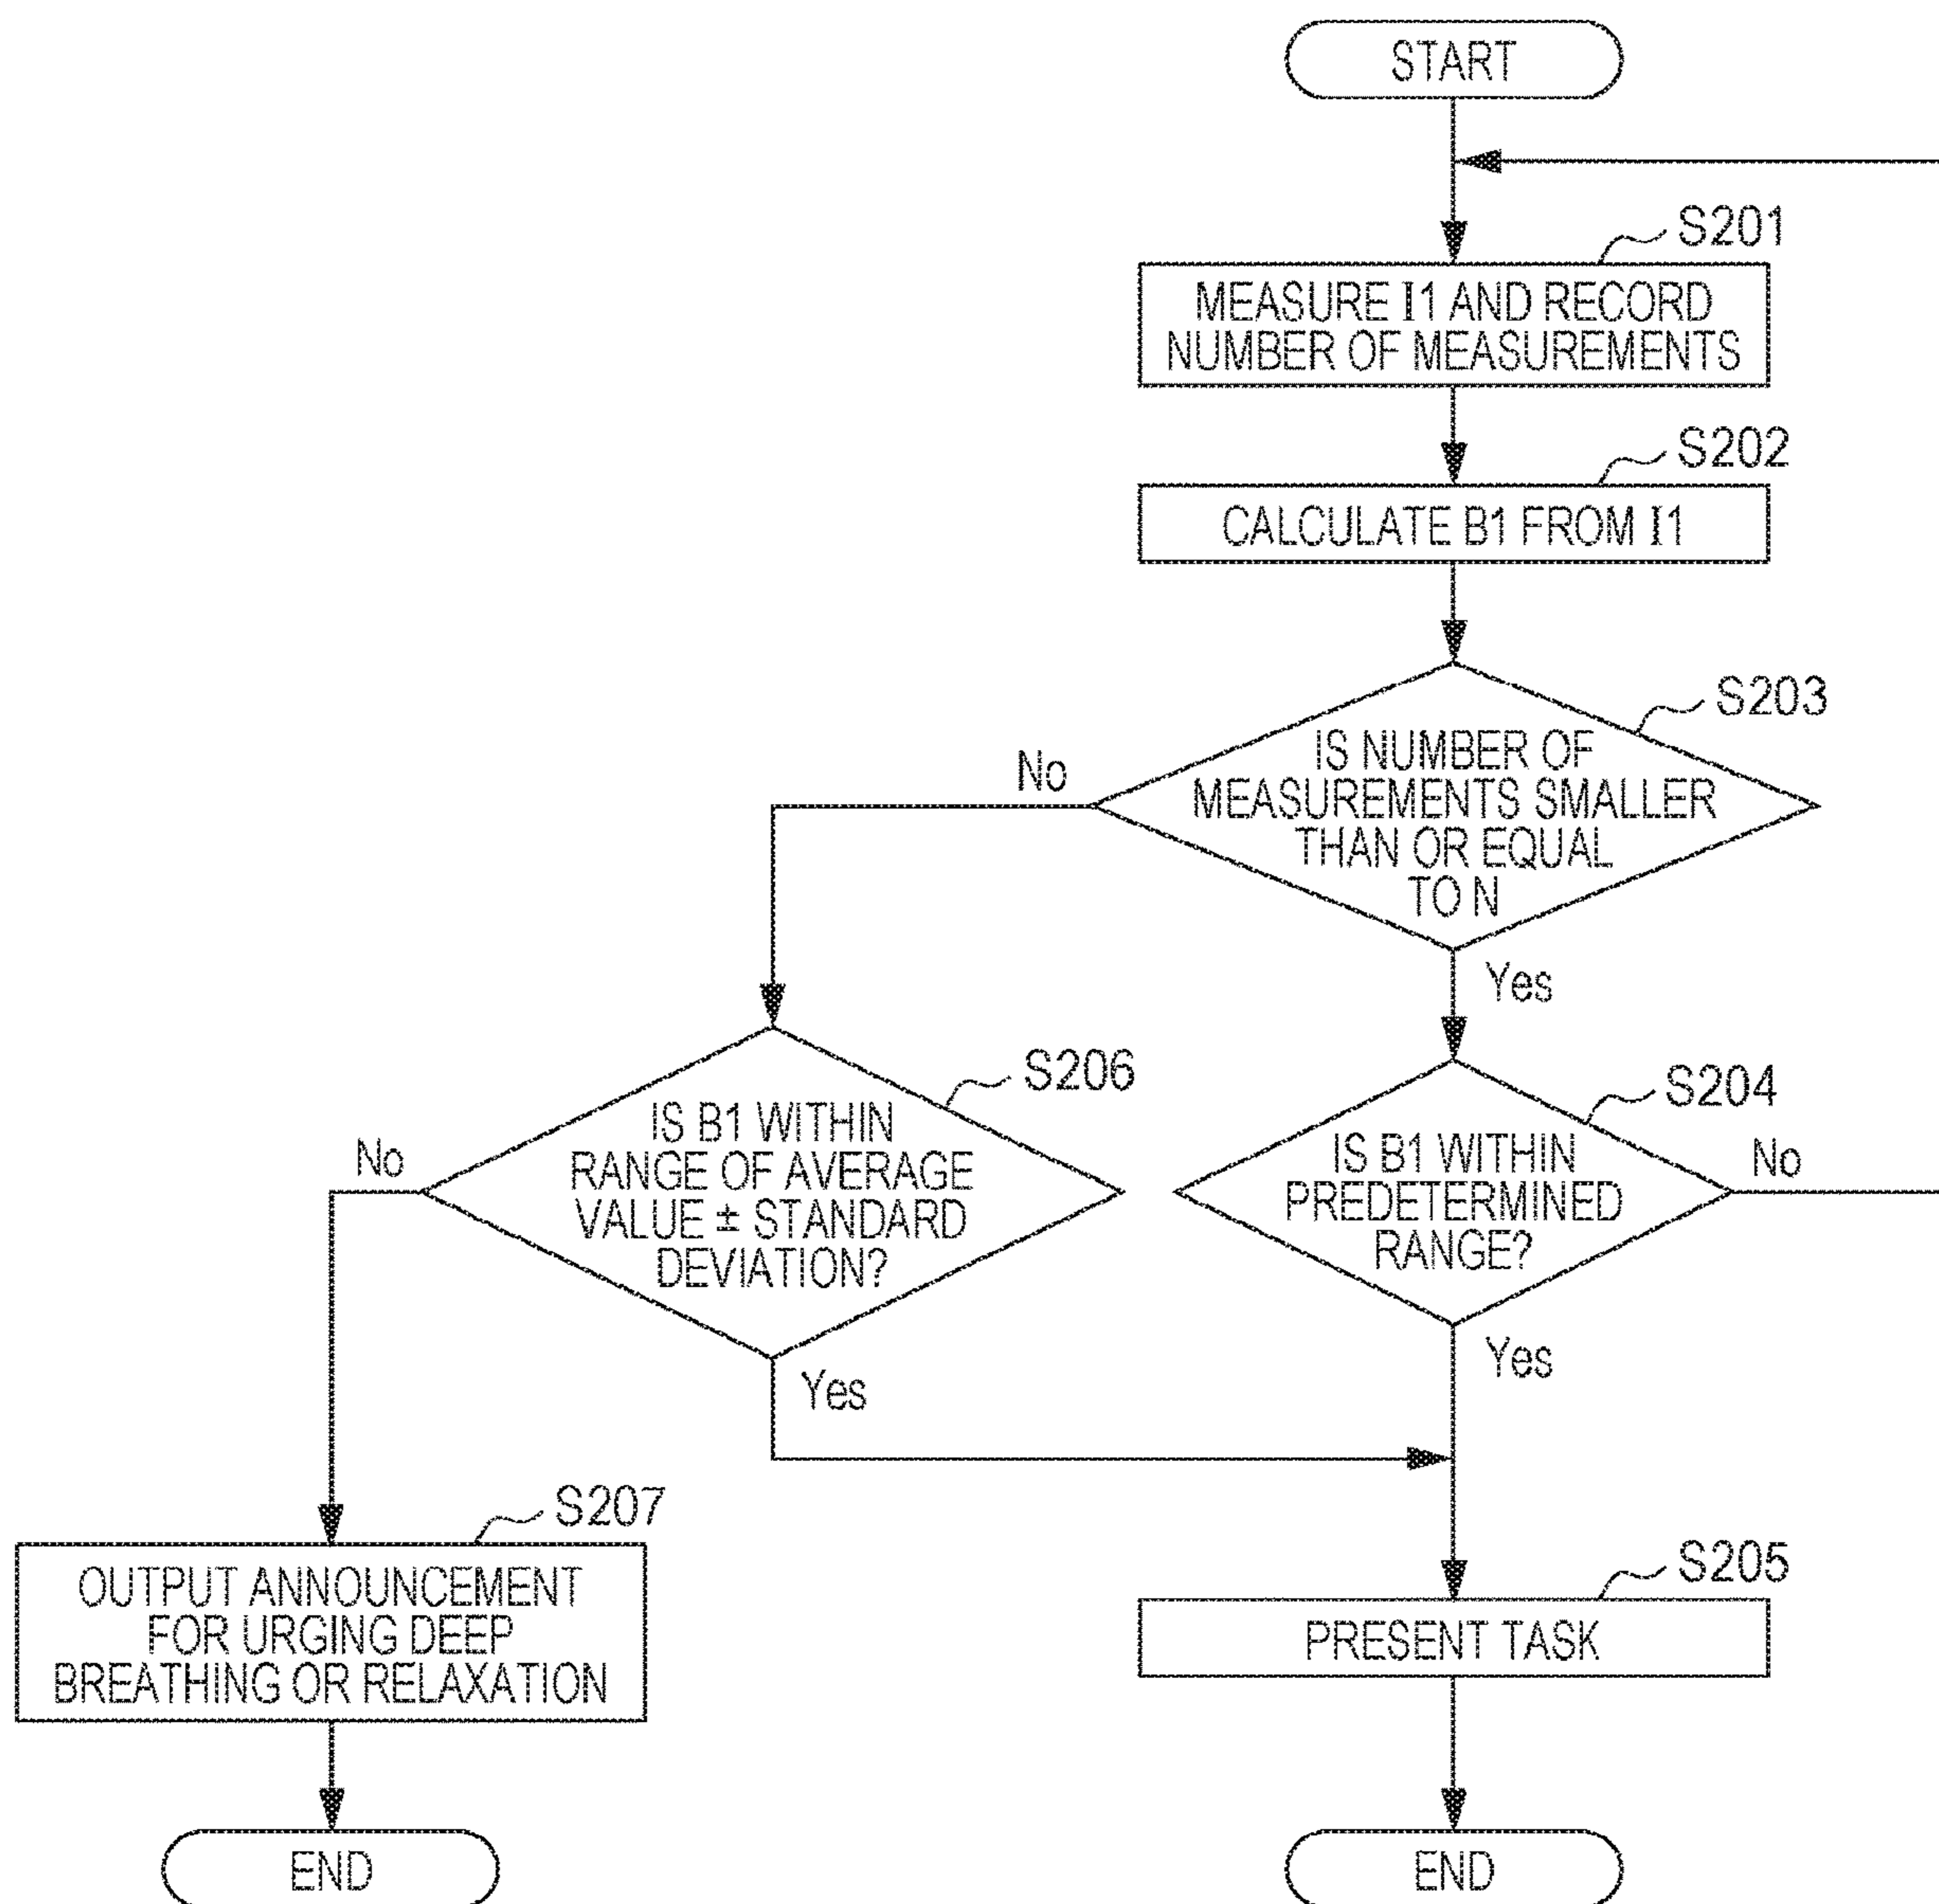 START
S201
MEASURE I1 AND RECORD
NUMBER OF MEASUREMENTS
S202
CALCULATE B1 FROM I1
S203
IS NUMBER OF
MEASUREMENTS SMALLER
THAN OR EQUAL
TO N
No
Yes
S206
IS B1 WITHIN
RANGE OF AVERAGE
VALUE ± STANDARD
DEVIATION?
No
Yes
S204
IS B1 WITHIN
PREDETERMINED
RANGE?
No
Yes
S207
OUTPUT ANNOUNCEMENT
FOR URGING DEEP
BREATHING OR RELAXATION
S205
PRESENT TASK
END
END